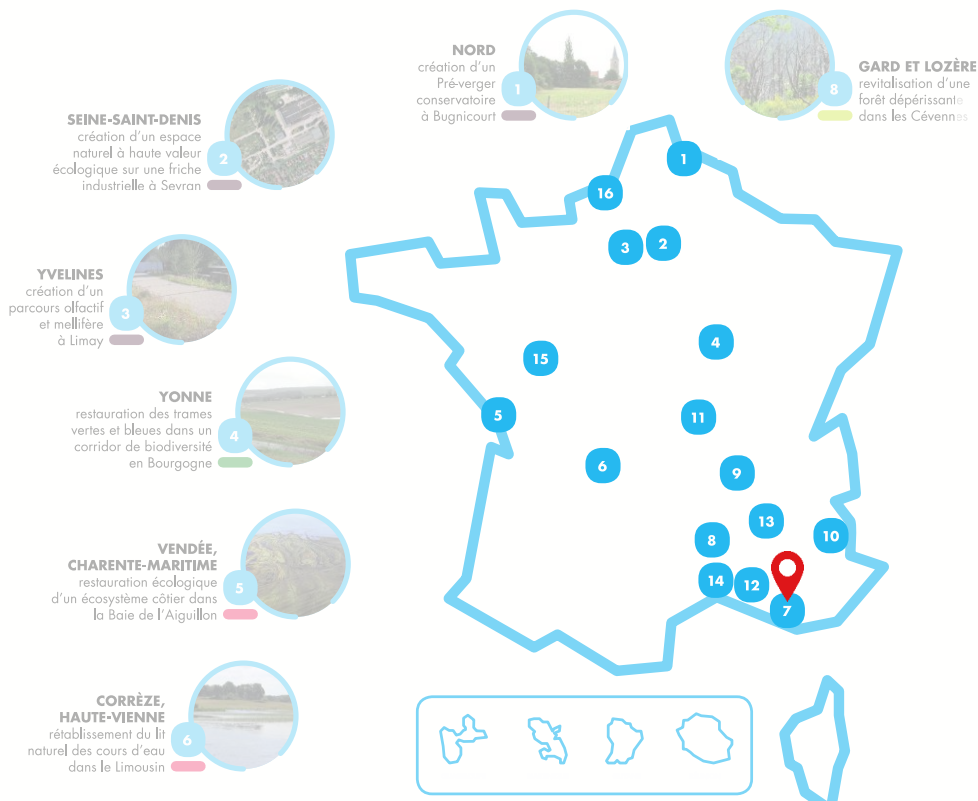 NORD
création d'un
Pré-verger
conservatoire
à Bugnicourt
1
GARD ET LOZÈRE
revitalisation d'une
forêt dépérissante
dans les Cévennes
8
SEINE-SAINT-DENIS
création d'un espace
naturel à haute valeur
écologique sur une friche
industrielle à Sevran
2
YVELINES
création d'un
parcours olfactif
et mellifère
à Limay
3
YONNE
restauration des trames
vertes et bleues dans un
corridor de biodiversité
en Bourgogne
4
VENDÉE,
CHARENTE-MARITIME
restauration écologique
d'un écosystème côtier dans
la Baie de l'Aiguillon
5
CORRÈZE,
HAUTE-VIENNE
rétablissement du lit
naturel des cours d'eau
dans le Limousin
6
1
16
3
2
4
15
5
11
6
9
13
10
8
14
12
7